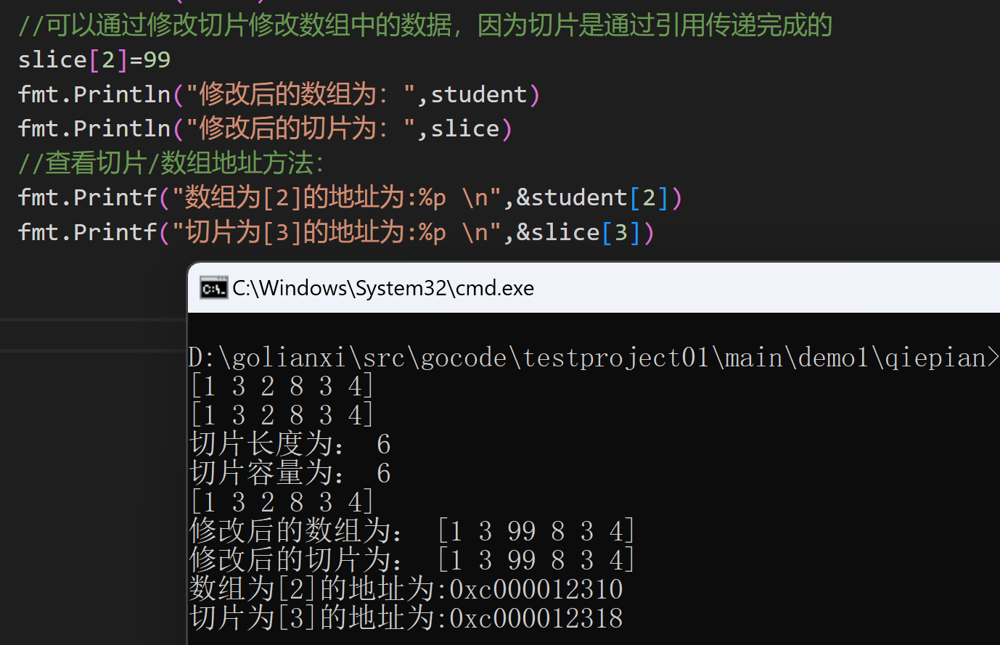 //可以通过修改切片修改数组中的数据，因为切片是通过引用传递完成的
slice[2]=99
fmt.Println("修改后的数组为：",student)
fmt.Println("修改后的切片为：",slice)
//查看切片/数组地址方法：
fmt.Printf("数组为[2]的地址为:%p \n",&student[2])
fmt.Printf("切片为[3]的地址为:%p \n",&slice[3])
C:\Windows\System32\cmd.exe
D:\golianxi\src\gocode\testproject01\main\demo1\qiepian>
[1 3 2 8 3 4]
[1 3 2 8 3 4]
切片长度为： 6
切片容量为： 6
[1 3 2 8 3 4]
修改后的数组为： [1 3 99 8 3 4]
修改后的切片为： [1 3 99 8 3 4]
数组为[2]的地址为:0xc000012310
切片为[3]的地址为:0xc000012318